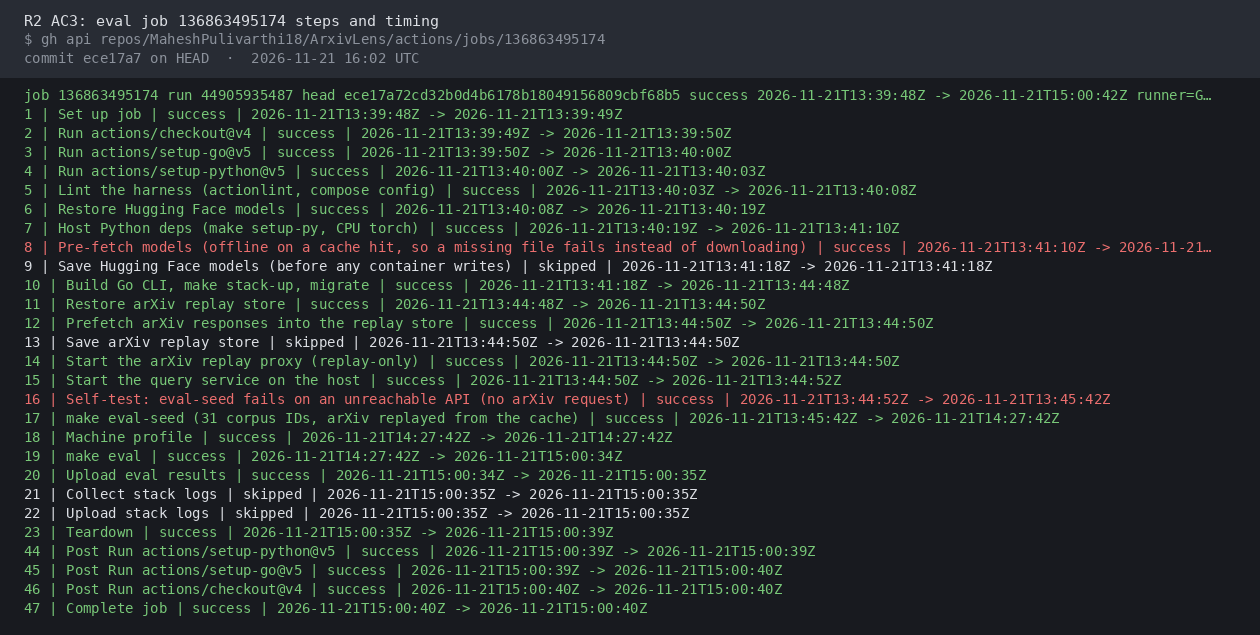 R2 AC3: eval job 136863495174 steps and timing
$ gh api repos/MaheshPulivarthi18/ArxivLens/actions/jobs/136863495174
commit ece17a7 on HEAD · 2026-11-21 16:02 UTC
job 136863495174 run 44905935487 head ece17a72cd32b0d4b6178b18049156809cbf68b5 success 2026-11-21T13:39:48Z -> 2026-11-21T15:00:42Z runner=G…
1 | Set up job | success | 2026-11-21T13:39:48Z -> 2026-11-21T13:39:49Z
2 | Run actions/checkout@v4 | success | 2026-11-21T13:39:49Z -> 2026-11-21T13:39:50Z
3 | Run actions/setup-go@v5 | success | 2026-11-21T13:39:50Z -> 2026-11-21T13:40:00Z
4 | Run actions/setup-python@v5 | success | 2026-11-21T13:40:00Z -> 2026-11-21T13:40:03Z
5 | Lint the harness (actionlint, compose config) | success | 2026-11-21T13:40:03Z -> 2026-11-21T13:40:08Z
6 | Restore Hugging Face models | success | 2026-11-21T13:40:08Z -> 2026-11-21T13:40:19Z
7 | Host Python deps (make setup-py, CPU torch) | success | 2026-11-21T13:40:19Z -> 2026-11-21T13:41:10Z
8 | Pre-fetch models (offline on a cache hit, so a missing file fails instead of downloading) | success | 2026-11-21T13:41:10Z -> 2026-11-21…
9 | Save Hugging Face models (before any container writes) | skipped | 2026-11-21T13:41:18Z -> 2026-11-21T13:41:18Z
10 | Build Go CLI, make stack-up, migrate | success | 2026-11-21T13:41:18Z -> 2026-11-21T13:44:48Z
11 | Restore arXiv replay store | success | 2026-11-21T13:44:48Z -> 2026-11-21T13:44:50Z
12 | Prefetch arXiv responses into the replay store | success | 2026-11-21T13:44:50Z -> 2026-11-21T13:44:50Z
13 | Save arXiv replay store | skipped | 2026-11-21T13:44:50Z -> 2026-11-21T13:44:50Z
14 | Start the arXiv replay proxy (replay-only) | success | 2026-11-21T13:44:50Z -> 2026-11-21T13:44:50Z
15 | Start the query service on the host | success | 2026-11-21T13:44:50Z -> 2026-11-21T13:44:52Z
16 | Self-test: eval-seed fails on an unreachable API (no arXiv request) | success | 2026-11-21T13:44:52Z -> 2026-11-21T13:45:42Z
17 | make eval-seed (31 corpus IDs, arXiv replayed from the cache) | success | 2026-11-21T13:45:42Z -> 2026-11-21T14:27:42Z
18 | Machine profile | success | 2026-11-21T14:27:42Z -> 2026-11-21T14:27:42Z
19 | make eval | success | 2026-11-21T14:27:42Z -> 2026-11-21T15:00:34Z
20 | Upload eval results | success | 2026-11-21T15:00:34Z -> 2026-11-21T15:00:35Z
21 | Collect stack logs | skipped | 2026-11-21T15:00:35Z -> 2026-11-21T15:00:35Z
22 | Upload stack logs | skipped | 2026-11-21T15:00:35Z -> 2026-11-21T15:00:35Z
23 | Teardown | success | 2026-11-21T15:00:35Z -> 2026-11-21T15:00:39Z
44 | Post Run actions/setup-python@v5 | success | 2026-11-21T15:00:39Z -> 2026-11-21T15:00:39Z
45 | Post Run actions/setup-go@v5 | success | 2026-11-21T15:00:39Z -> 2026-11-21T15:00:40Z
46 | Post Run actions/checkout@v4 | success | 2026-11-21T15:00:40Z -> 2026-11-21T15:00:40Z
47 | Complete job | success | 2026-11-21T15:00:40Z -> 2026-11-21T15:00:40Z